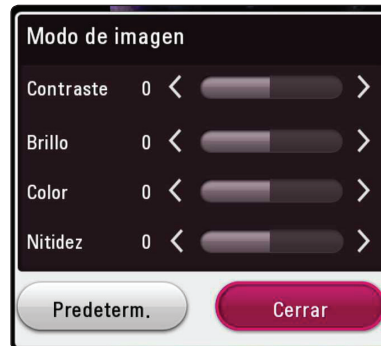 Modo de imagen
Contraste 0
Brillo 0
Color 0
Nitidez 0
Predeterm. Cerrar